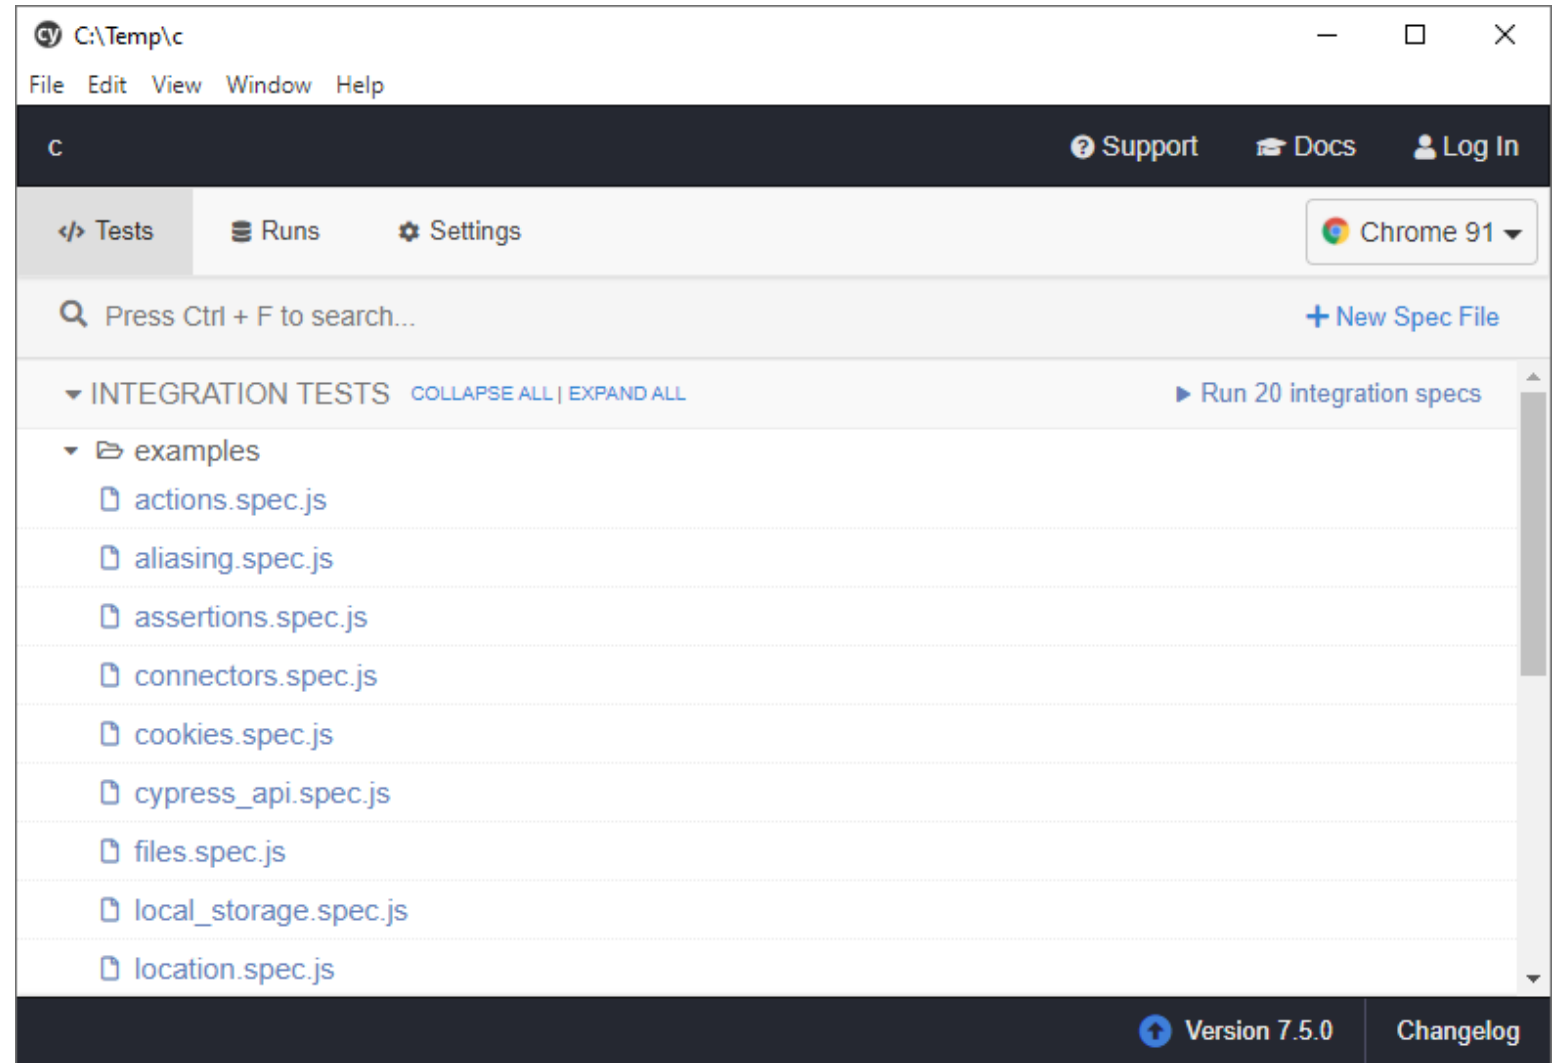 cy C:\Temp\c
File Edit View Window Help
c Support Docs Log In
</> Tests Runs Settings Chrome 91
Press Ctrl + F to search... + New Spec File
INTEGRATION TESTS COLLAPSE ALL | EXPAND ALL Run 20 integration specs
examples
actions.spec.js
aliasing.spec.js
assertions.spec.js
connectors.spec.js
cookies.spec.js
cypress_api.spec.js
files.spec.js
local_storage.spec.js
location.spec.js
Version 7.5.0 Changelog